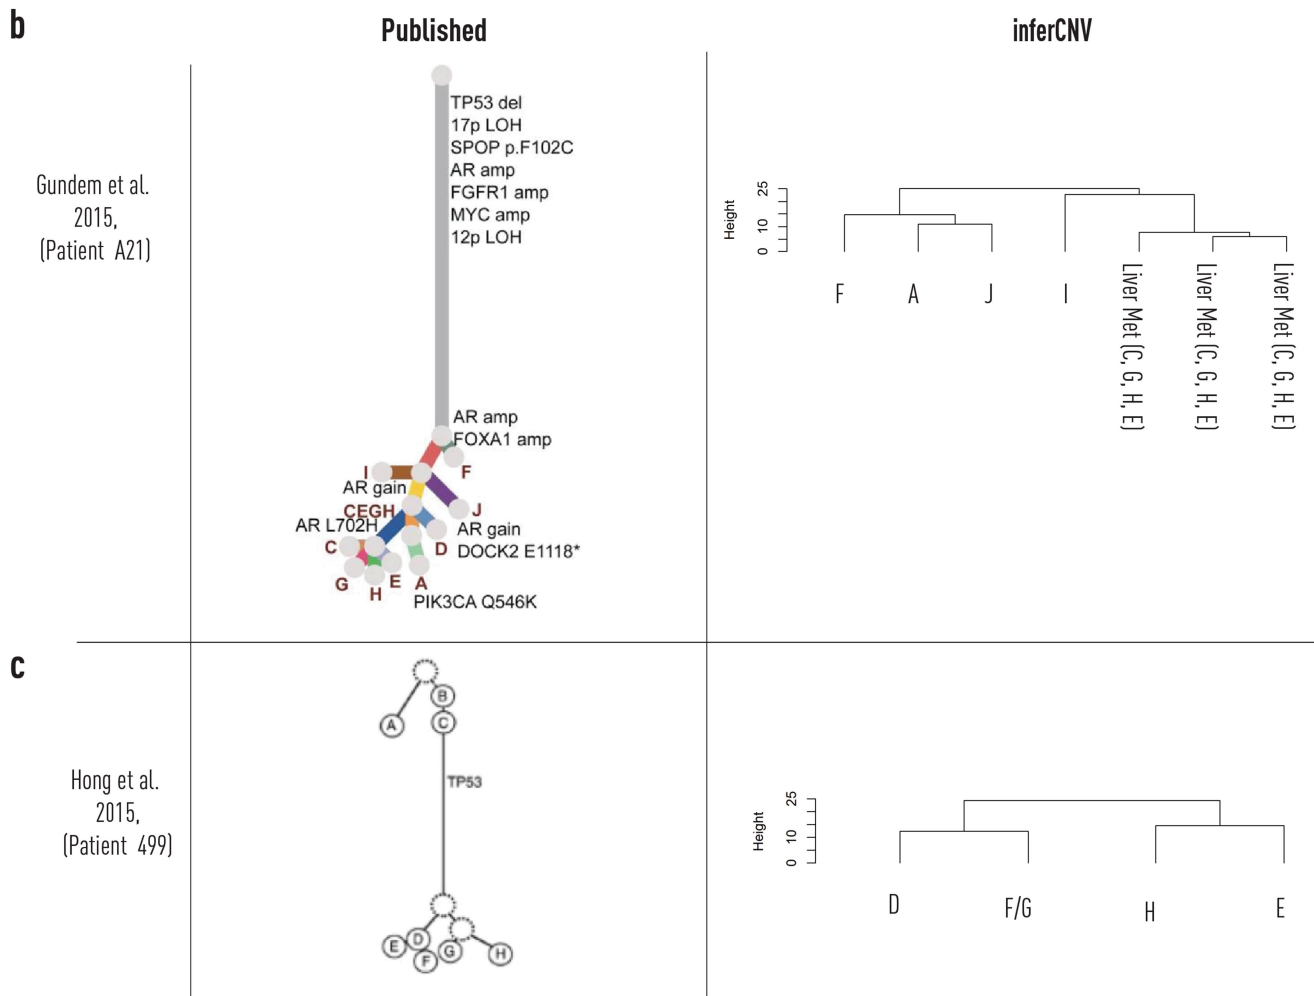 b
Published
inferCNV
Gundem et al.
2015,
(Patient A21)
TP53 del
17p LOH
SPOP p.F102C
AR amp
FGFR1 amp
MYC amp
12p LOH
AR amp
FOXA1 amp
I
F
AR gain
CEGH
J
AR L702H
AR gain
C
D
DOCK2 E1118*
G
E
A
H
PIK3CA Q546K
Height
0
10
25
F
A
J
I
Liver Met (C, G, H, E)
Liver Met (C, G, H, E)
Liver Met (C, G, H, E)
c
Hong et al.
2015,
(Patient 499)
B
A
C
TP53
E
D
F
G
H
Height
0
10
25
D
F/G
H
E